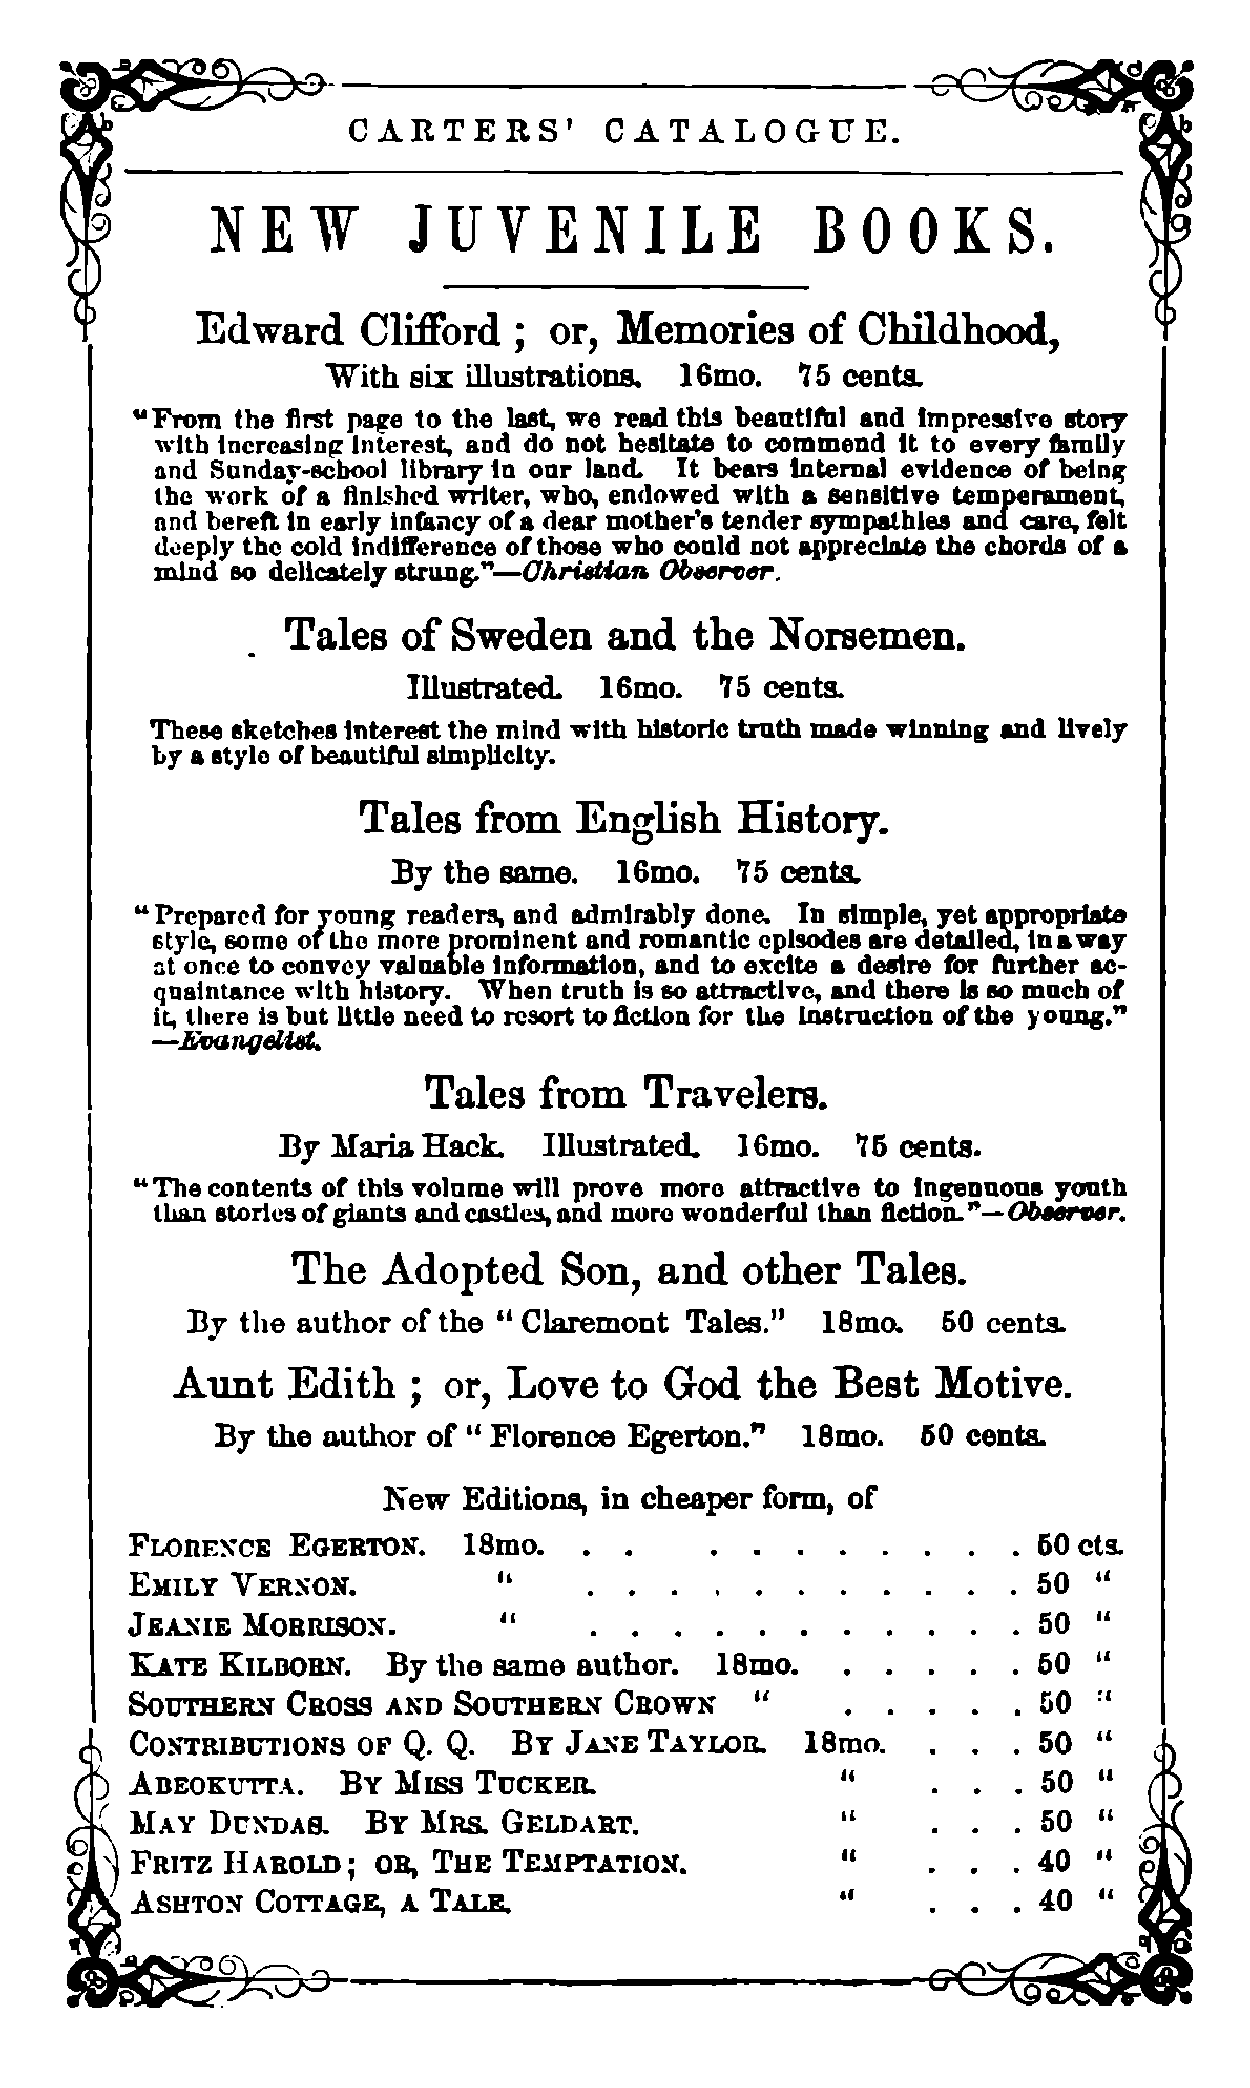 CARTERS' CATALOGUE.
NEW JUVENILE BOOKS.
Edward Clifford ; or, Memories of Childhood,
With six illustrations. 16mo. 75 cents.
"From the first page to the last, we read this beautiful and impressive story
with increasing interest, and do not hesitate to commend it to every family
and Sunday-school library in our land. It bears internal evidence of being
the work of a finished writer, who, endowed with a sensitive temperament,
and bereft in early infancy of a dear mother's tender sympathies and care, felt
deeply the cold indifference of those who could not appreciate the chords of a
mind so delicately strung."—Christian Observer.
Tales of Sweden and the Norsemen.
Illustrated. 16mo. 75 cents.
These sketches interest the mind with historic truth made winning and lively
by a style of beautiful simplicity.
Tales from English History.
By the same. 16mo. 75 cents.
"Prepared for young readers, and admirably done. In simple, yet appropriate
style, some of the more prominent and romantic episodes are detailed, in a way
at once to convey valuable information, and to excite a desire for further ac-
quaintance with history. When truth is so attractive, and there is so much of
it, there is but little need to resort to fiction for the instruction of the young."
—Evangelist.
Tales from Travelers.
By Maria Hack. Illustrated. 16mo. 75 cents.
"The contents of this volume will prove more attractive to ingenuous youth
than stories of giants and castles, and more wonderful than fiction."—Observer.
The Adopted Son, and other Tales.
By the author of the "Claremont Tales." 18mo. 50 cents.
Aunt Edith ; or, Love to God the Best Motive.
By the author of "Florence Egerton." 18mo. 50 cents.
New Editions, in cheaper form, of
FLORENCE EGERTON. 18mo. . . . . . . . . . . 50 cts.
EMILY VERNON. " . . . . . . . . . . . 50 "
JEANIE MORRISON. " . . . . . . . . . . . 50 "
KATE KILBORN. By the same author. 18mo. . . . . . 50 "
SOUTHERN CROSS AND SOUTHERN CROWN " . . . . . 50 "
CONTRIBUTIONS OF Q. Q. BY JANE TAYLOR. 18mo. . . . 50 "
ABEOKUTTA. BY MISS TUCKER. " . . . 50 "
MAY DUNDAS. BY MRS. GELDART. " . . . 50 "
FRITZ HAROLD; OR, THE TEMPTATION. " . . . 40 "
ASHTON COTTAGE, A TALE. " . . . 40 "